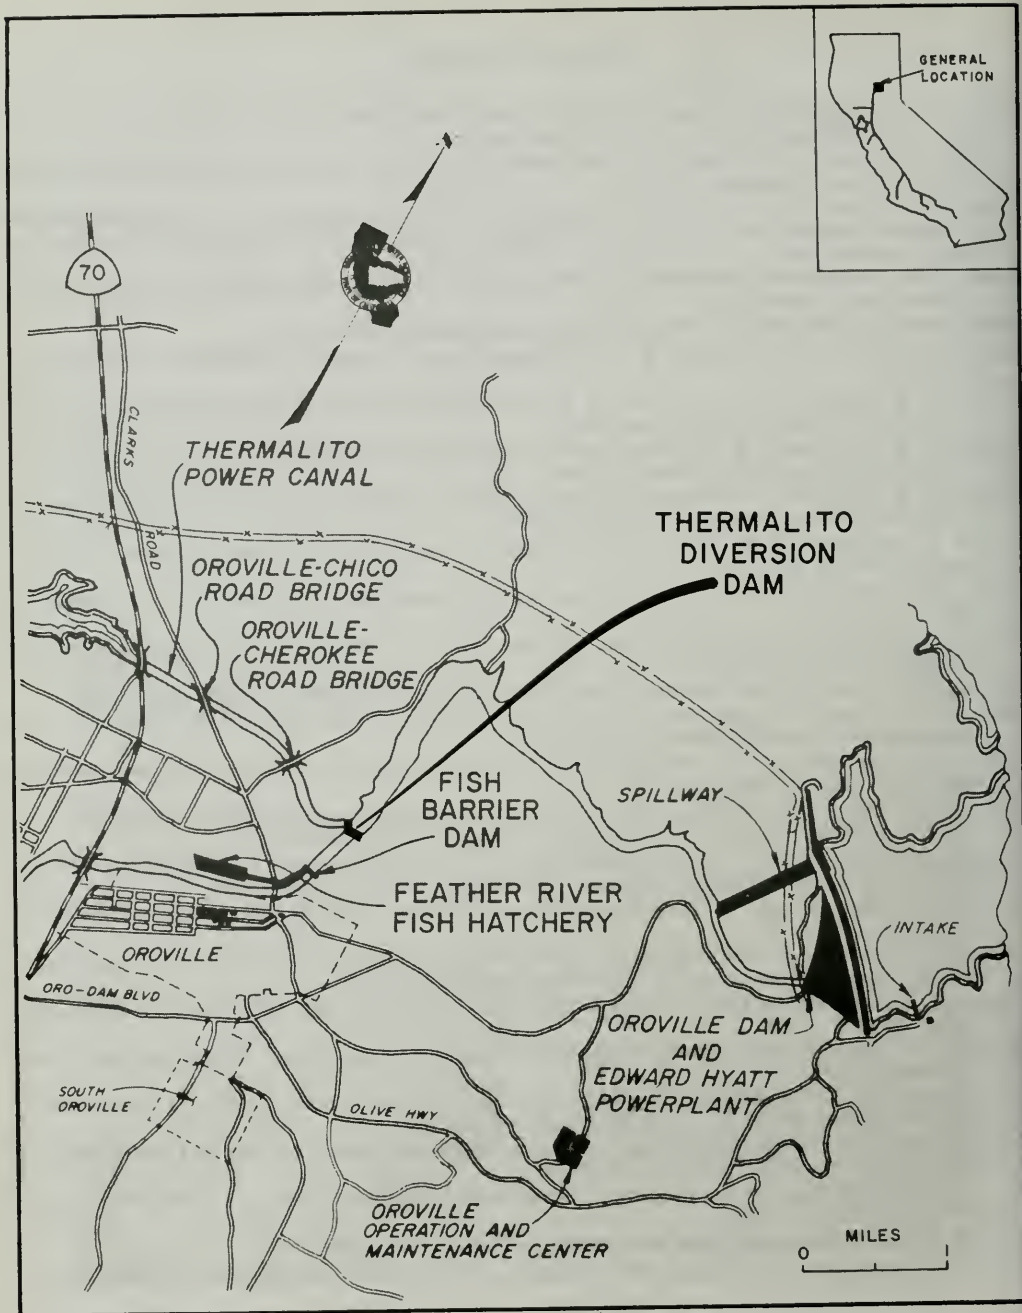 GENERAL
LOCATION
70
CLARKS
ROAD
THERMALITO
POWER CANAL
OROVILLE-CHICO
ROAD BRIDGE
OROVILLE-
CHEROKEE
ROAD BRIDGE
THERMALITO
DIVERSION
DAM
FISH
BARRIER
DAM
SPILLWAY
FEATHER RIVER
FISH HATCHERY
INTAKE
OROVILLE
ORO-DAM BLVD
OROVILLE DAM
AND
EDWARD HYATT
POWERPLANT
SOUTH
OROVILLE
OLIVE HWY
OROVILLE
OPERATION AND
MAINTENANCE CENTER
MILES
0 1